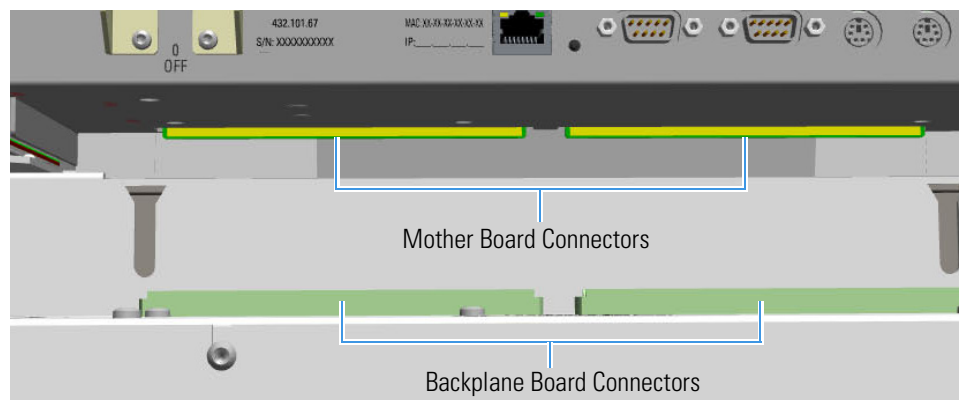 432.101.67
MAC XX-XX-XX-XX-XX-XX
S/N: XXXXXXXXXX
IP:___.___.___.___
0
OFF
Mother Board Connectors
Backplane Board Connectors